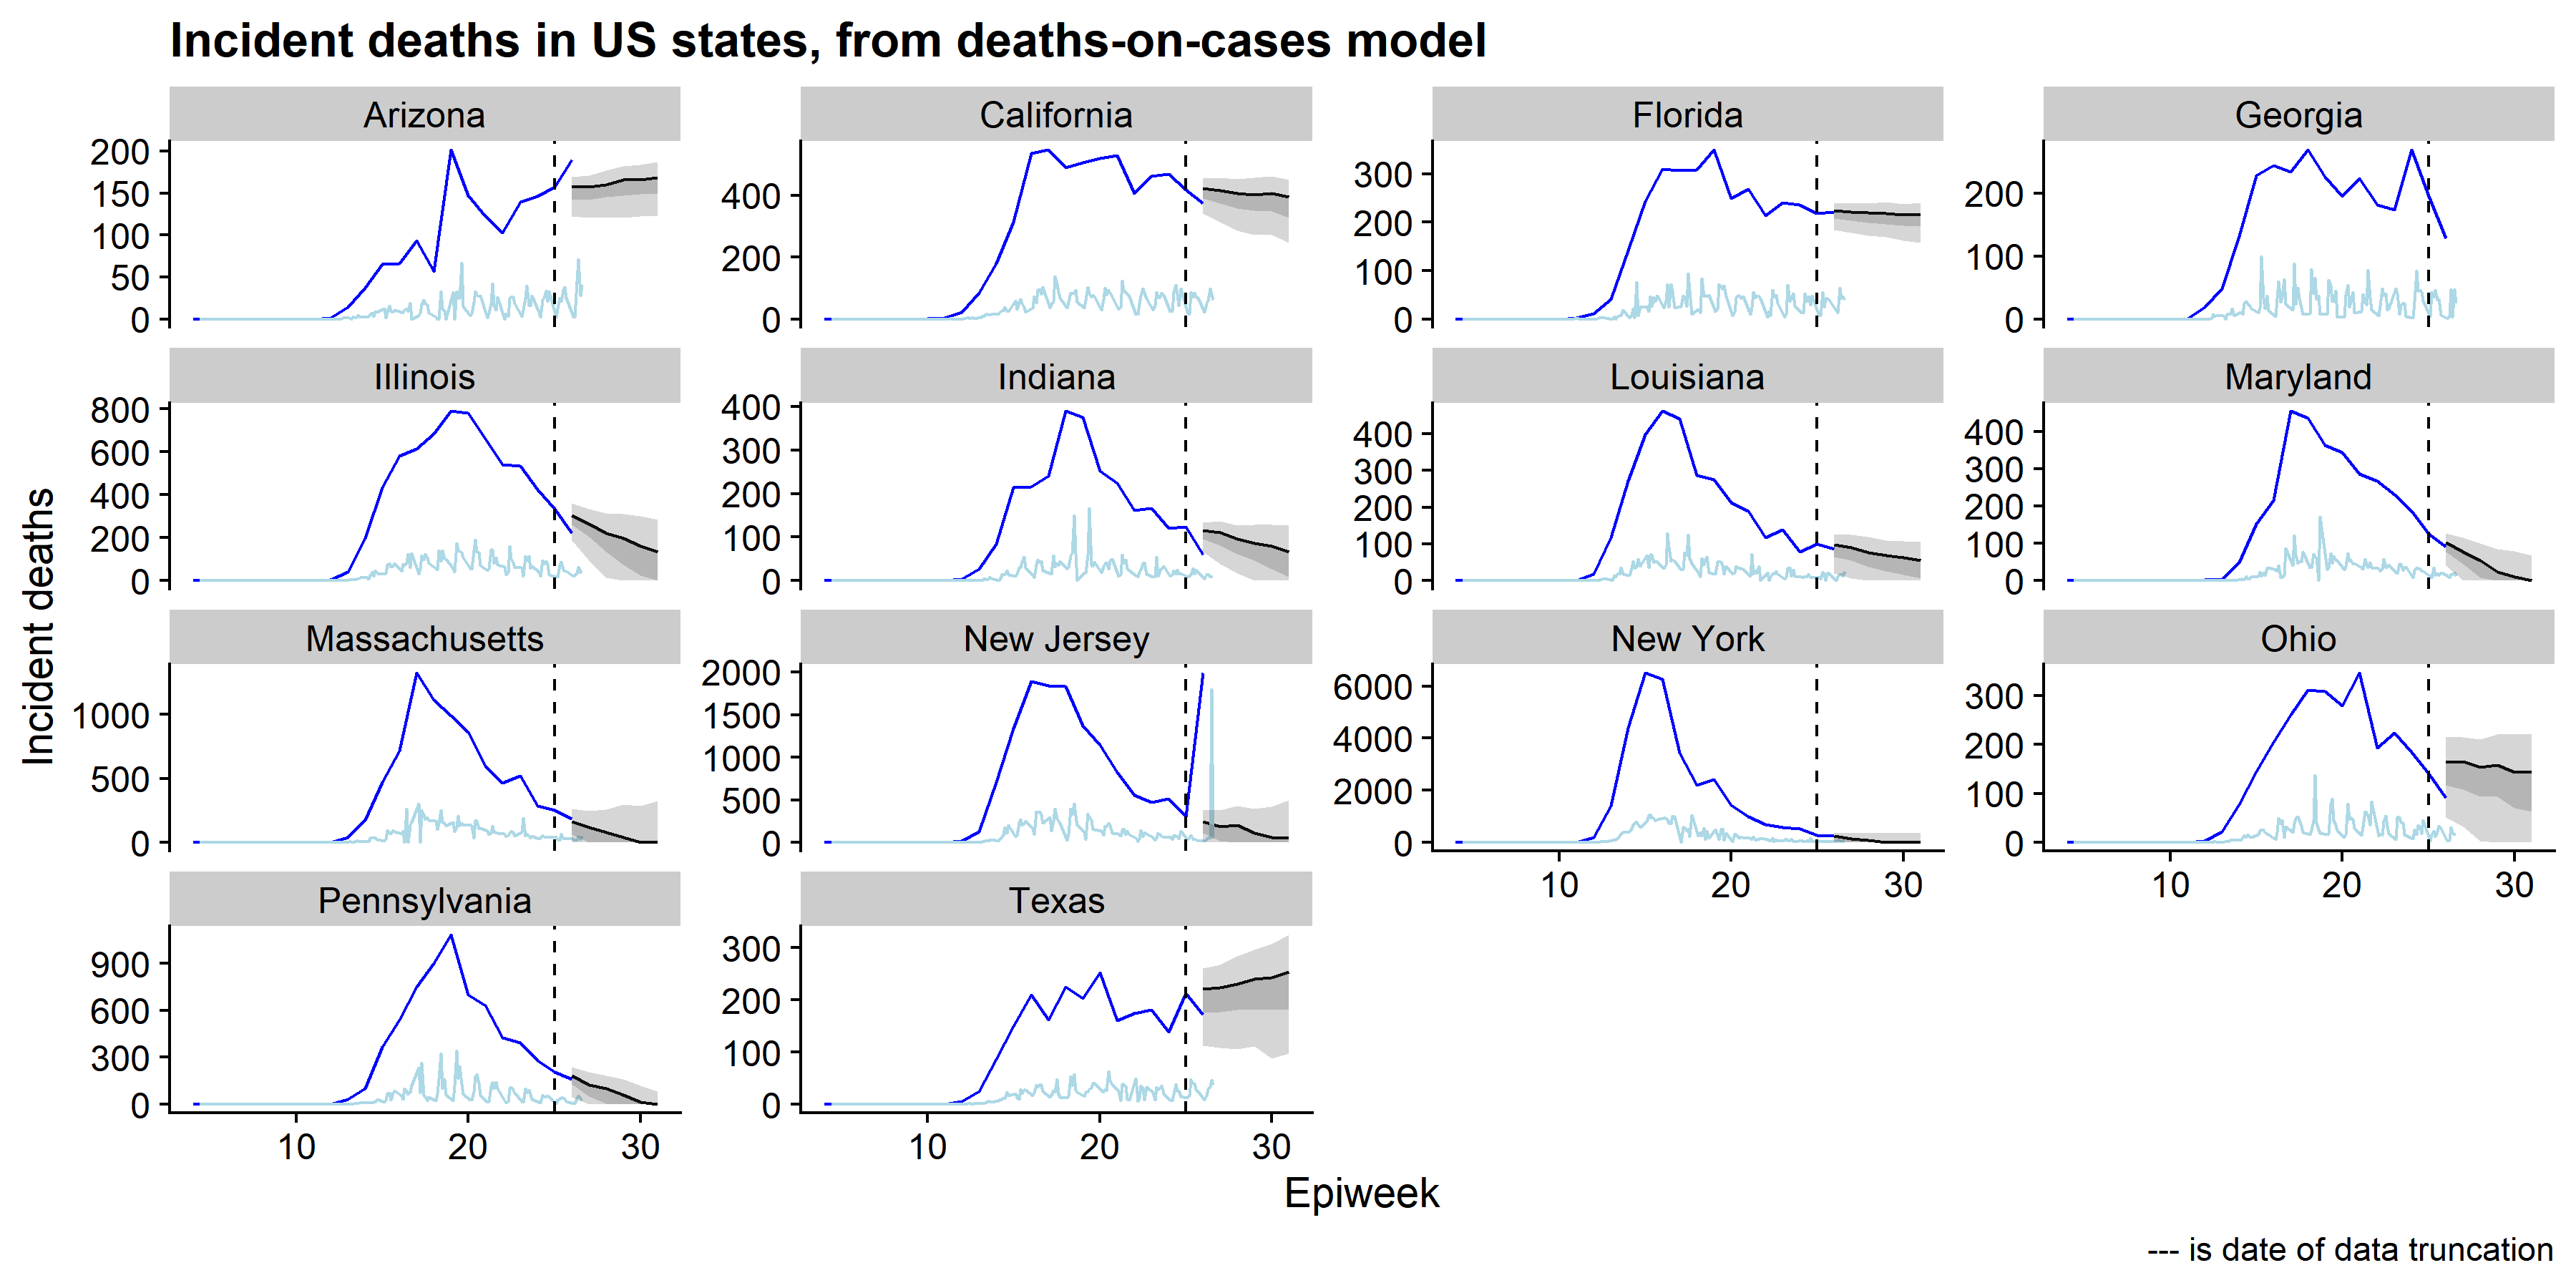 Incident deaths in US states, from deaths-on-cases model
Arizona California Florida Georgia
200 150 100 50 0
400 200 0
300 200 100 0
200 100 0
Illinois Indiana Louisiana Maryland
800 600 400 200 0
400 300 200 100 0
400 300 200 100 0
400 300 200 100 0
Incident deaths
Massachusetts New Jersey New York Ohio
1000 500 0
2000 1500 1000 500 0
6000 4000 2000 0
300 200 100 0
10 20 30 10 20 30
Pennsylvania Texas
900 600 300 0
300 200 100 0
10 20 30 10 20 30
Epiweek
--- is date of data truncation